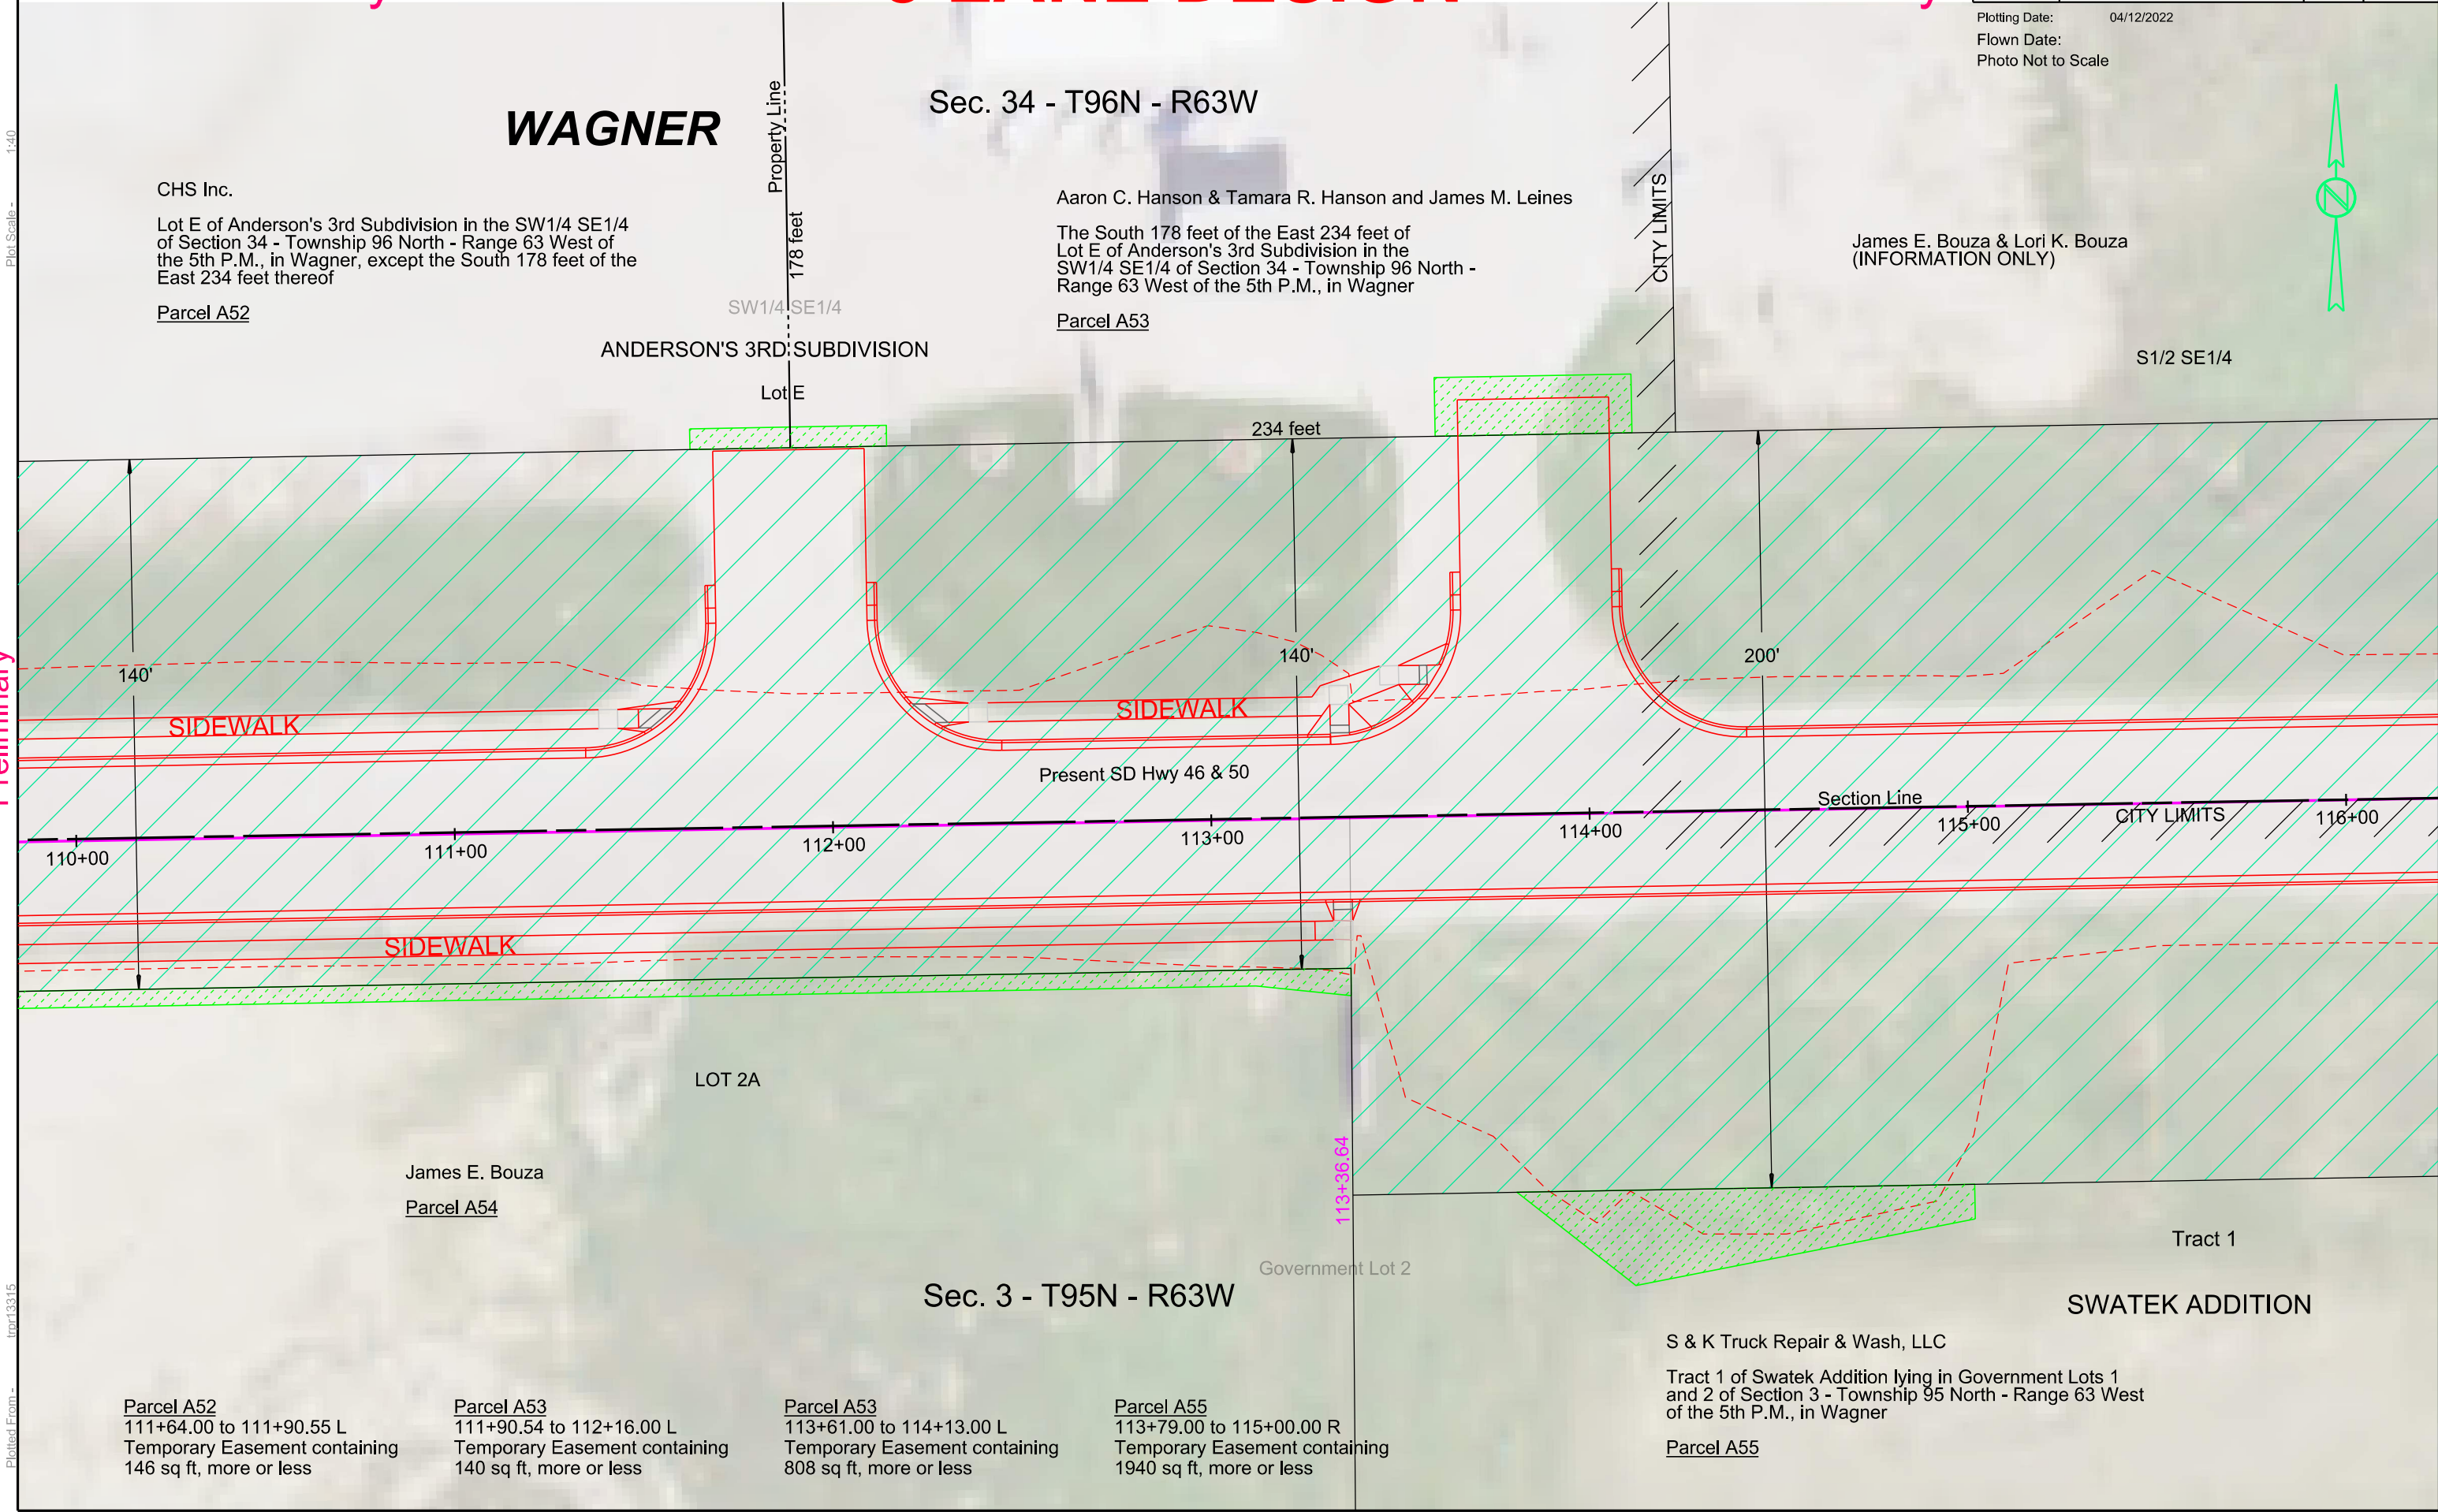 3 LANE DESIGN
Plotting Date: 04/12/2022
Flown Date:
Photo Not to Scale
Plot Scale - 1:40
WAGNER
Sec. 34 - T96N - R63W
Property Line
178 feet
CHS Inc.
Lot E of Anderson's 3rd Subdivision in the SW1/4 SE1/4
of Section 34 - Township 96 North - Range 63 West of
the 5th P.M., in Wagner, except the South 178 feet of the
East 234 feet thereof
Parcel A52
Aaron C. Hanson & Tamara R. Hanson and James M. Leines
The South 178 feet of the East 234 feet of
Lot E of Anderson's 3rd Subdivision in the
SW1/4 SE1/4 of Section 34 - Township 96 North -
Range 63 West of the 5th P.M., in Wagner
Parcel A53
CITY LIMITS
James E. Bouza & Lori K. Bouza
(INFORMATION ONLY)
N
S1/2 SE1/4
SW1/4 SE1/4
ANDERSON'S 3RD SUBDIVISION
Lot E
234 feet
Preliminary
140'
140'
200'
SIDEWALK
SIDEWALK
Present SD Hwy 46 & 50
Section Line
CITY LIMITS
110+00
111+00
112+00
113+00
114+00
115+00
116+00
SIDEWALK
LOT 2A
James E. Bouza
Parcel A54
113+36.64
Government Lot 2
Sec. 3 - T95N - R63W
Tract 1
SWATEK ADDITION
S & K Truck Repair & Wash, LLC
Tract 1 of Swatek Addition lying in Government Lots 1
and 2 of Section 3 - Township 95 North - Range 63 West
of the 5th P.M., in Wagner
Parcel A55
Parcel A52
111+64.00 to 111+90.55 L
Temporary Easement containing
146 sq ft, more or less
Parcel A53
111+90.54 to 112+16.00 L
Temporary Easement containing
140 sq ft, more or less
Parcel A53
113+61.00 to 114+13.00 L
Temporary Easement containing
808 sq ft, more or less
Parcel A55
113+79.00 to 115+00.00 R
Temporary Easement containing
1940 sq ft, more or less
Plotted From - trpr13315